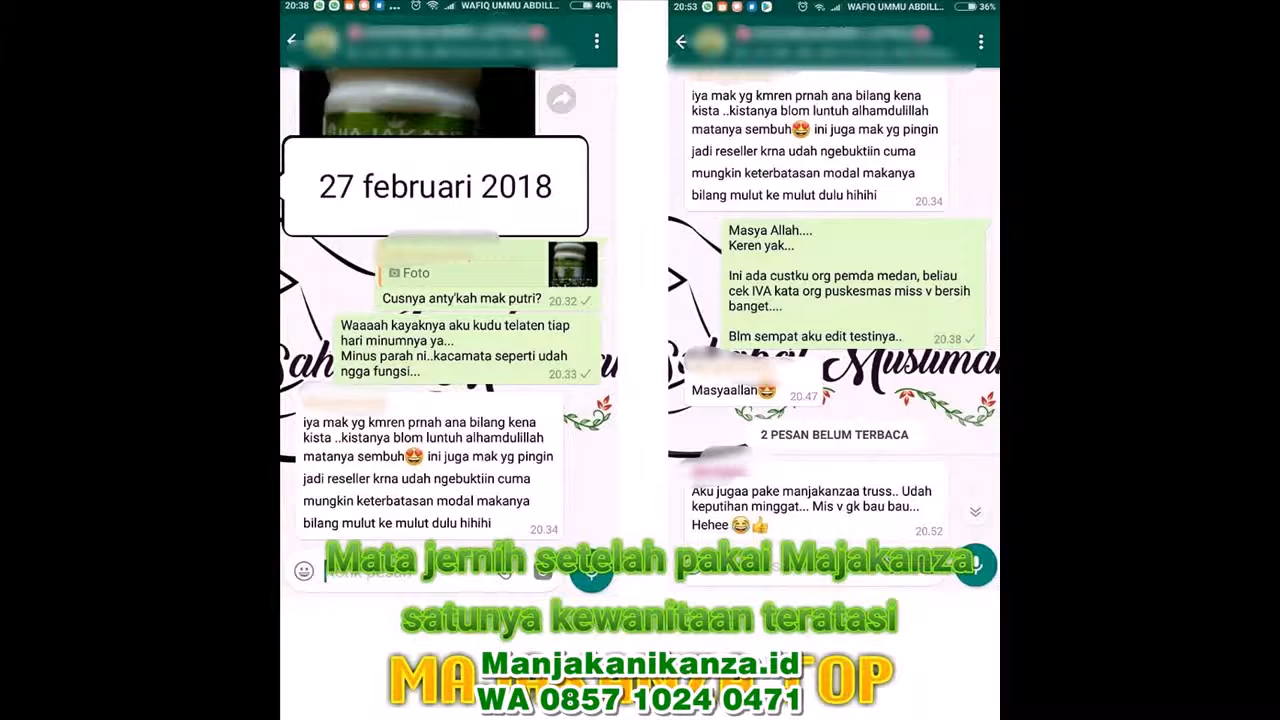 20:38
WAFIQ UMMU ABDILL...
40%
27 februari 2018
Foto
Cusnya anty'kah mak putri?
20.32
Waaaah kayaknya aku kudu telaten tiap
hari minumnya ya...
Minus parah ni..kacamata seperti udah
ngga fungsi...
20.33
iya mak yg kmren prnah ana bilang kena
kista ..kistanya blom luntuh alhamdulillah
matanya sembuh😍 ini juga mak yg pingin
jadi reseller krna udah ngebuktiin cuma
mungkin keterbatasan modal makanya
bilang mulut ke mulut dulu hihihi
20.34
20:53
WAFIQ UMMU ABDILL...
36%
iya mak yg kmren prnah ana bilang kena
kista ..kistanya blom luntuh alhamdulillah
matanya sembuh😍 ini juga mak yg pingin
jadi reseller krna udah ngebuktiin cuma
mungkin keterbatasan modal makanya
bilang mulut ke mulut dulu hihihi
20.34
Masya Allah....
Keren yak...
Ini ada custku org pemda medan, beliau
cek IVA kata org puskesmas miss v bersih
banget....
Blm sempat aku edit testinya..
20.38
Muslimah
Masyaallah😍
20.47
2 PESAN BELUM TERBACA
Aku jugaa pake manjakanzaa truss.. Udah
keputihan minggat... Mis v gk bau bau...
Hehee 😂👍
20.52
Mata jernih setelah pakai Majakanza
satunya kewanitaan teratasi
Manjakanikanza.id
WA 0857 1024 0471
TOP